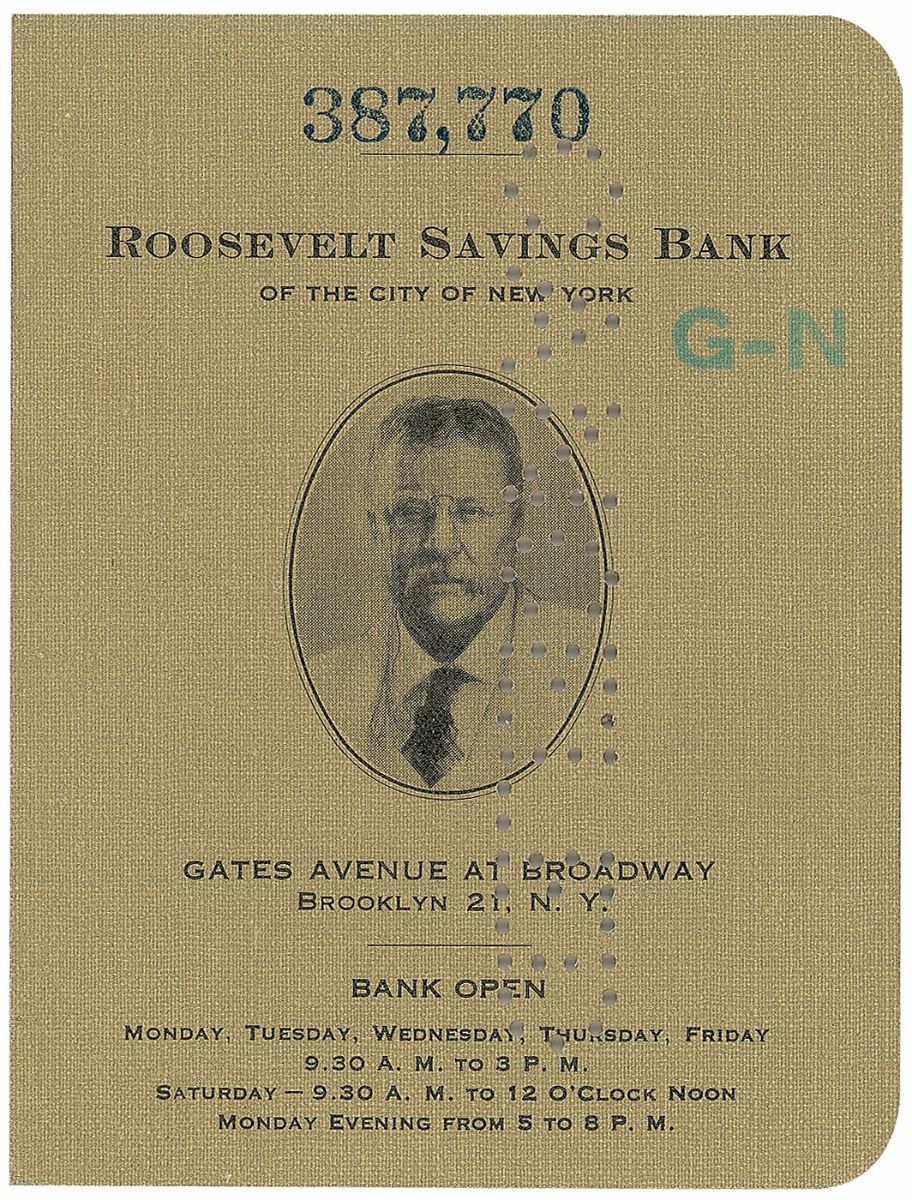 387,770
ROOSEVELT SAVINGS BANK
OF THE CITY OF NEW YORK
G-N
GATES AVENUE AT BROADWAY
BROOKLYN 21, N. Y.
BANK OPEN
MONDAY, TUESDAY, WEDNESDAY, THURSDAY, FRIDAY
9.30 A. M. TO 3 P. M.
SATURDAY — 9.30 A. M. TO 12 O'CLOCK NOON
MONDAY EVENING FROM 5 TO 8 P. M.